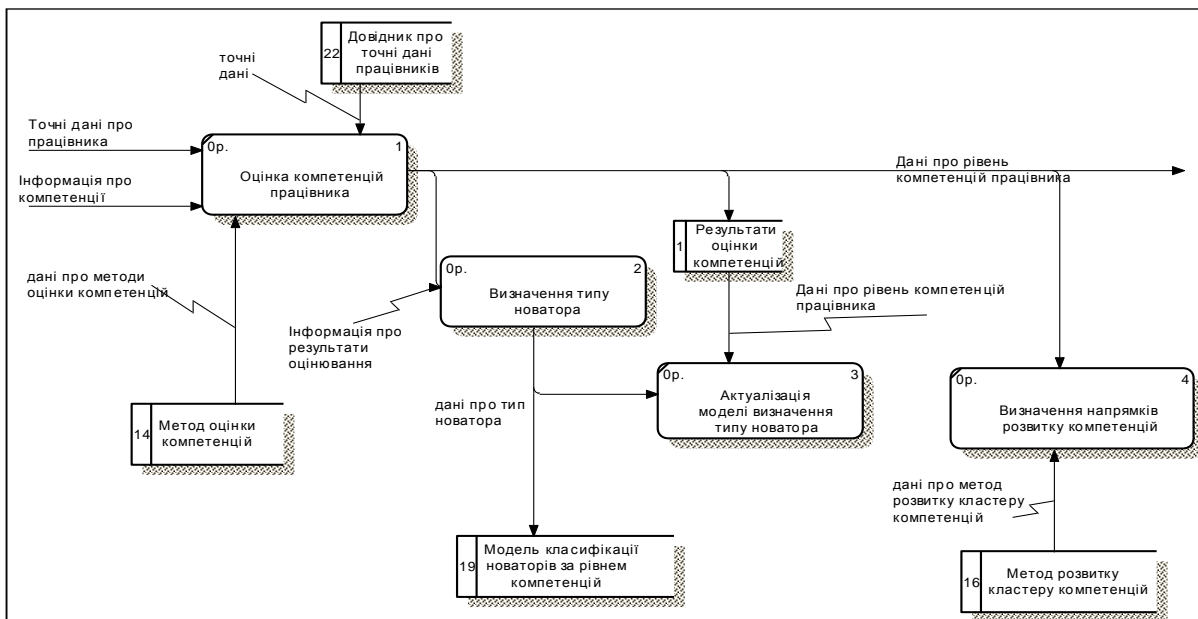 22
Довідник про
точні дані
працівників
точні
дані
Точні дані про
працівника
0р.
1
Оцінка компетенцій
працівника
Дані про рівень
компетенцій працівника
Інформація про
компетенції
1
Результати
оцінки
компетенцій
0р.
2
Визначення типу
новатора
дані про методи
оцінки компетенцій
Дані про рівень компетенцій
працівника
Інформація про
результати
оцінювання
0р.
3
Актуалізація
моделі визначення
типу новатора
0р.
4
Визначення напрямків
розвитку компетенцій
дані про тип
новатора
14
Метод оцінки
компетенцій
дані про метод
розвитку кластеру
компетенцій
19
Модель класифікації
новаторів за рівнем
компетенцій
16
Метод розвитку
кластеру компетенцій